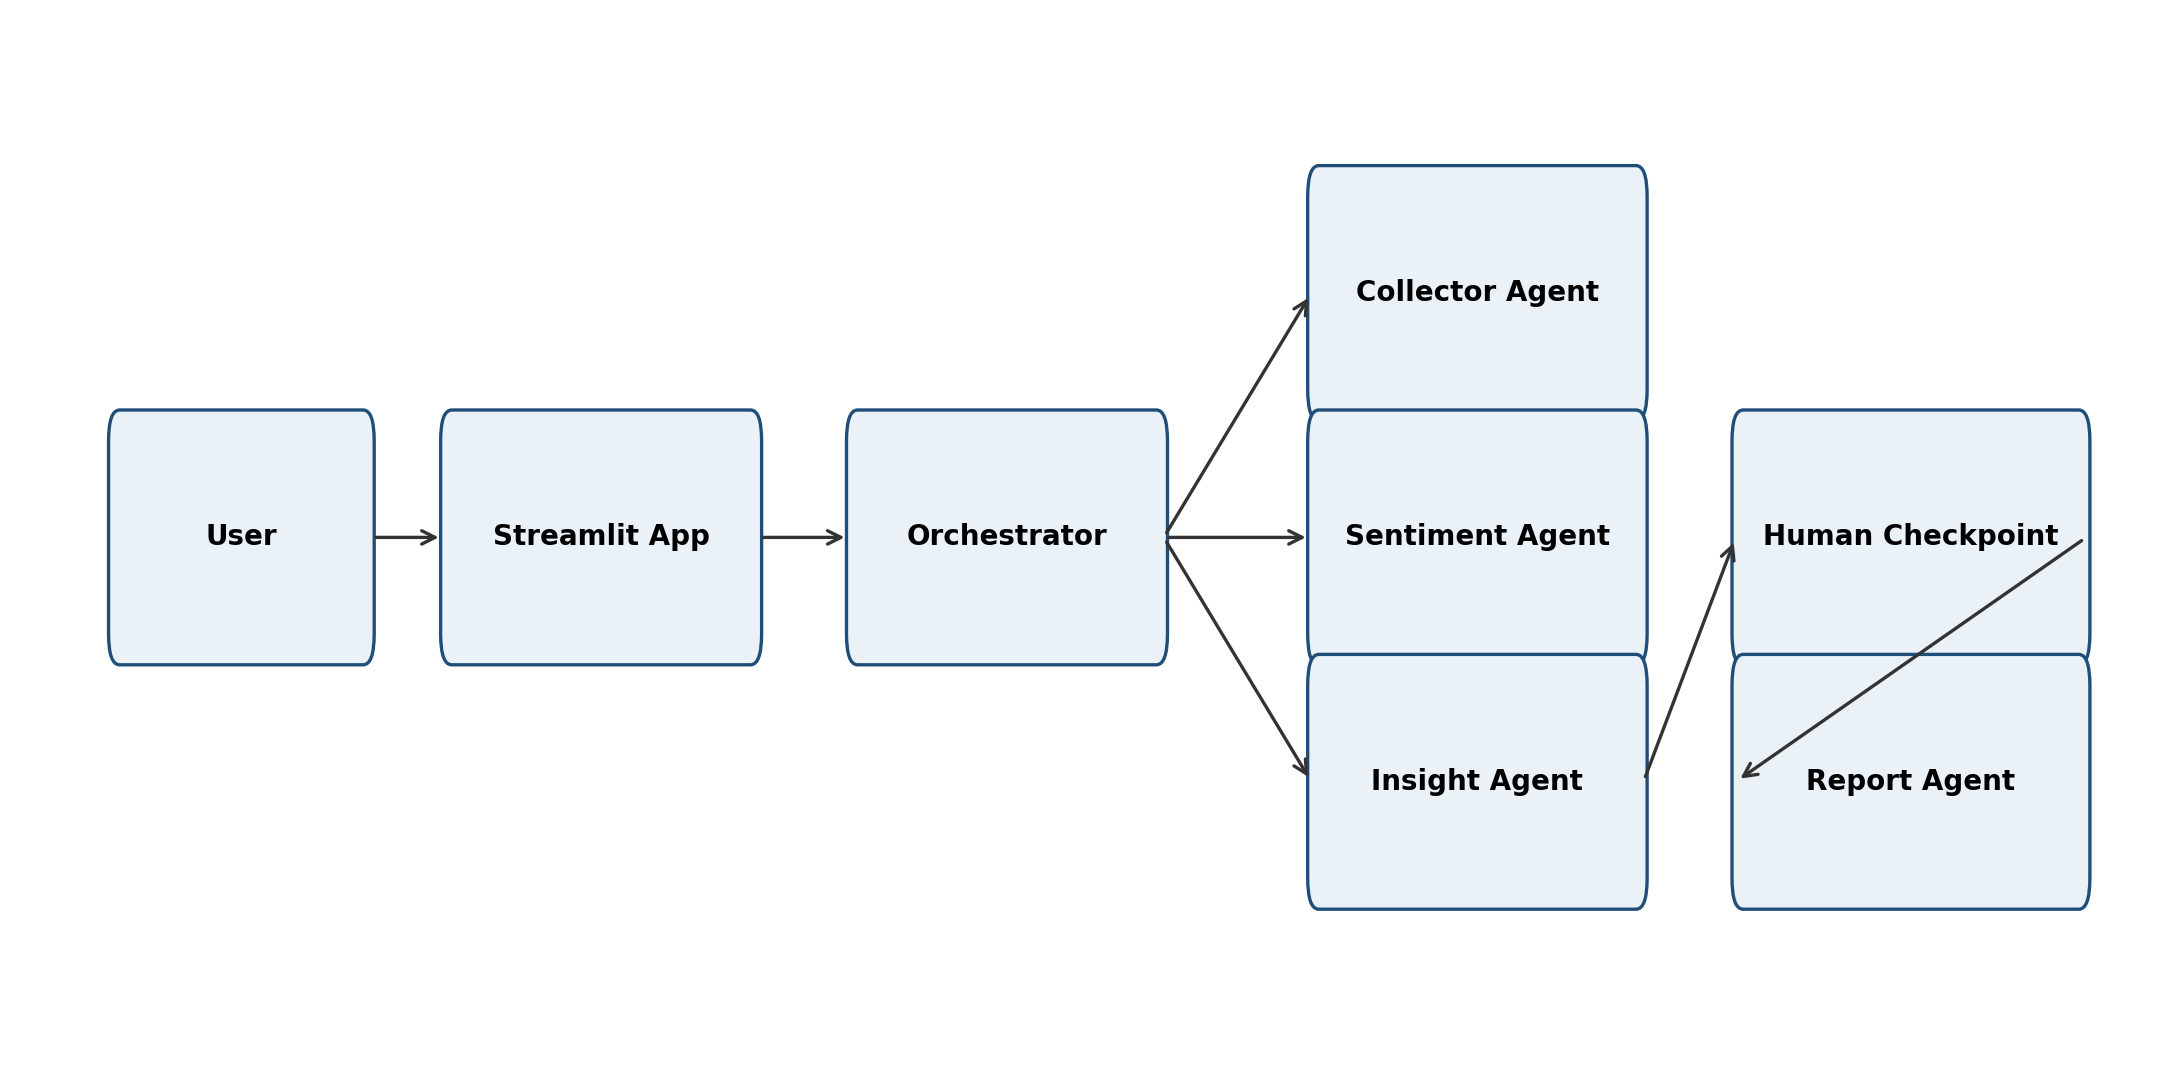 User
Streamlit App
Orchestrator
Collector Agent
Sentiment Agent
Insight Agent
Human Checkpoint
Report Agent